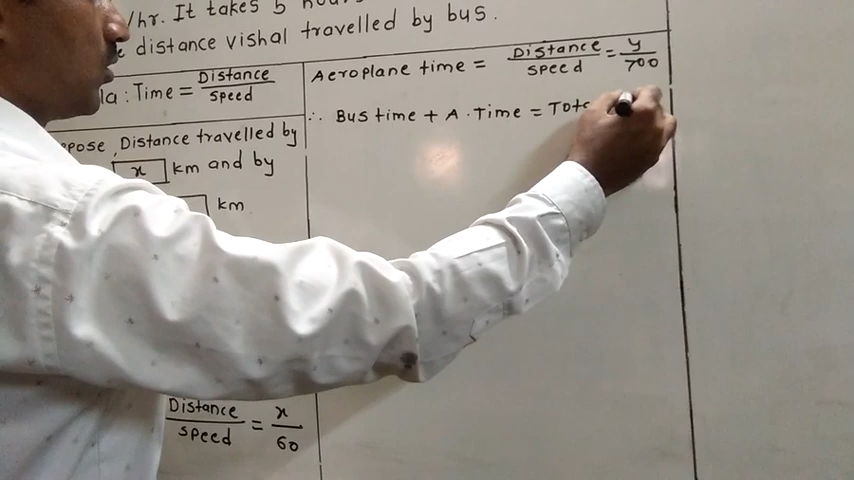 /hr. It takes 5 hours
distance vishal travelled by bus.
la : Time = Distance / speed
pose, Distance travelled by
x km and by
km
Distance / speed = x / 60
Aeroplane time = Distance / speed = y / 700
∴ Bus time + A. Time = Tot